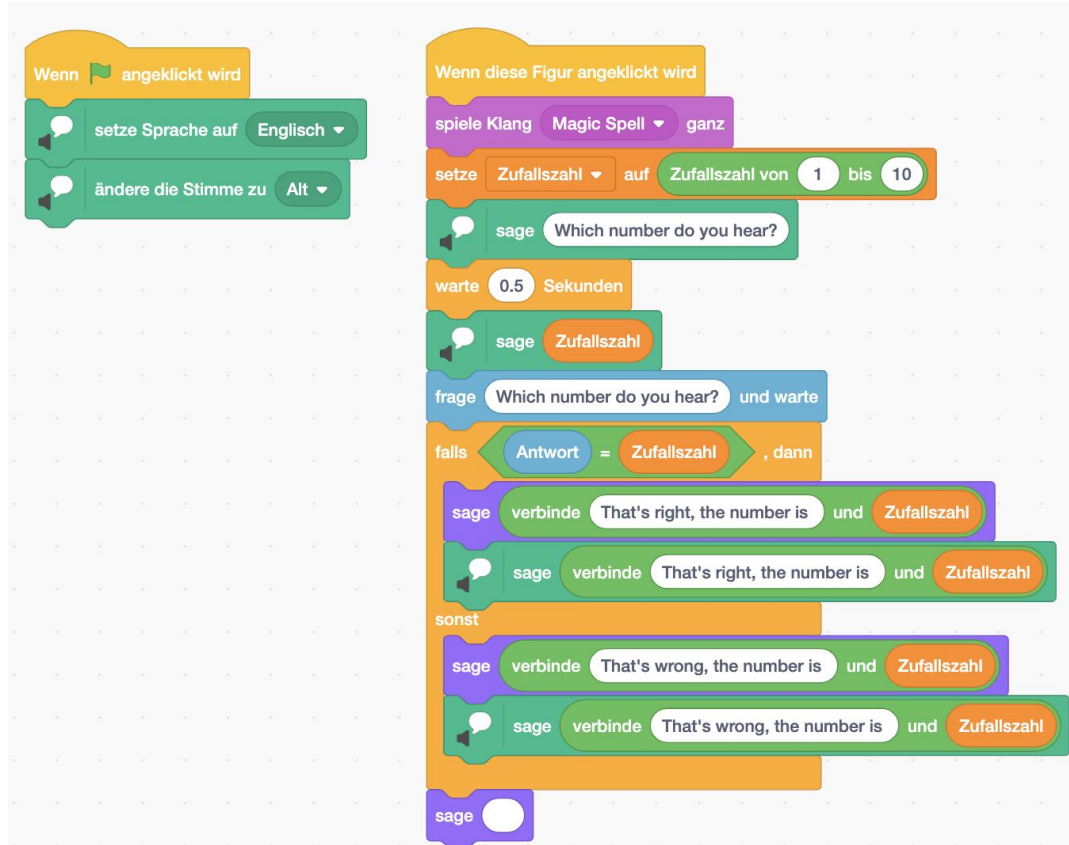 Wenn angeklickt wird
setze Sprache auf Englisch
ändere die Stimme zu Alt
Wenn diese Figur angeklickt wird
spiele Klang Magic Spell ganz
setze Zufallszahl auf Zufallszahl von 1 bis 10
sage Which number do you hear?
warte 0.5 Sekunden
sage Zufallszahl
frage Which number do you hear? und warte
falls Antwort = Zufallszahl , dann
sage verbinde That's right, the number is und Zufallszahl
sage verbinde That's right, the number is und Zufallszahl
sonst
sage verbinde That's wrong, the number is und Zufallszahl
sage verbinde That's wrong, the number is und Zufallszahl
sage